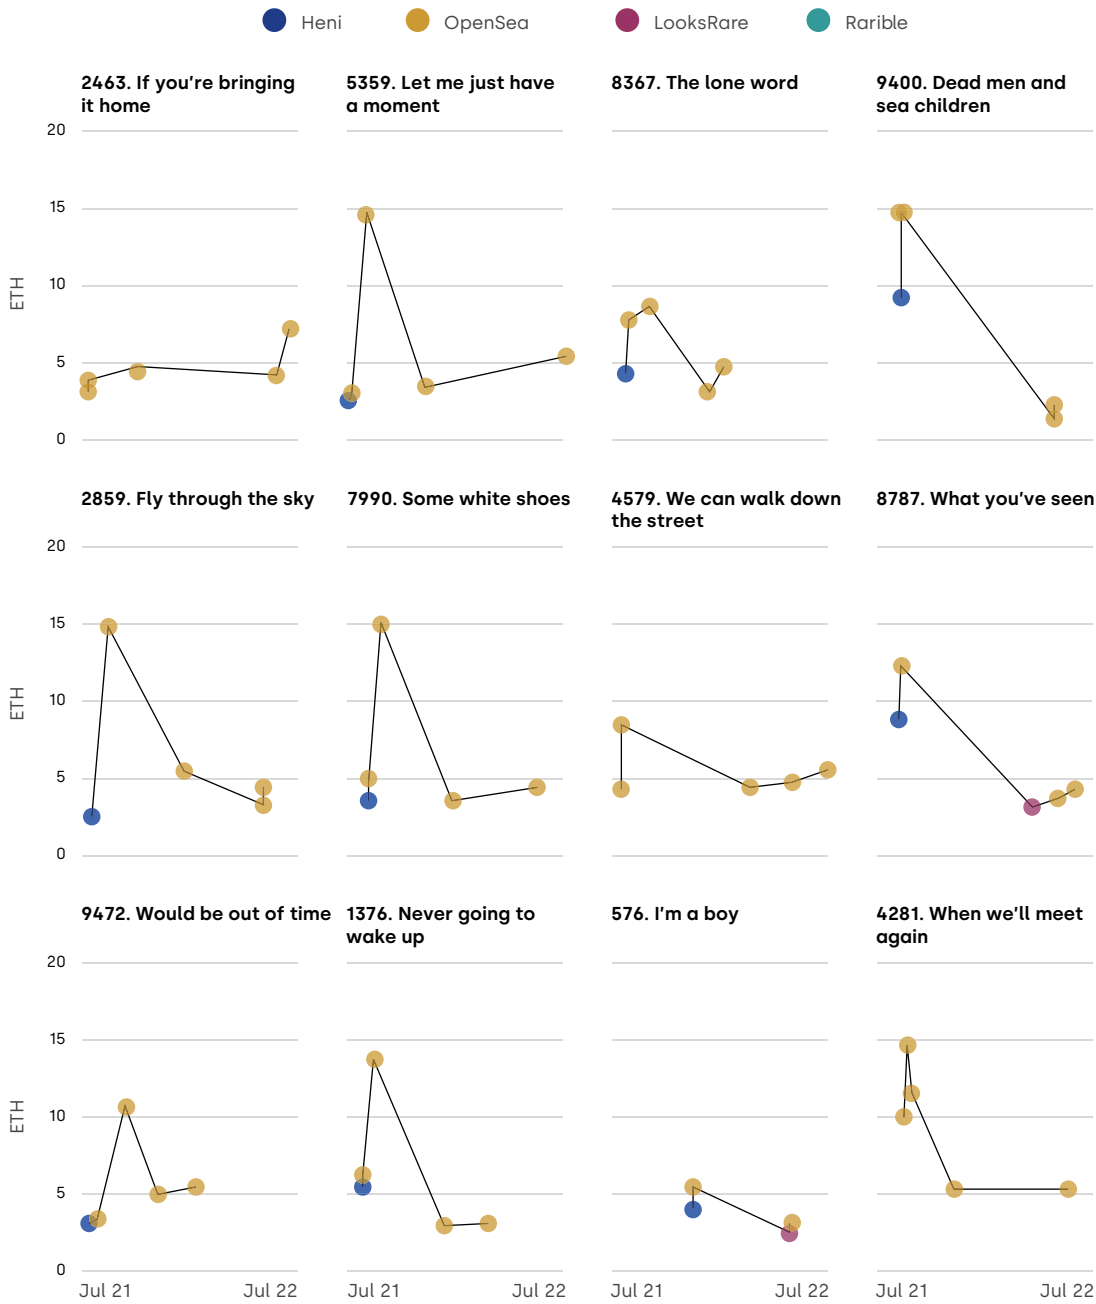 Heni OpenSea LooksRare Rarible
2463. If you're bringing
it home
5359. Let me just have
a moment
8367. The lone word
9400. Dead men and
sea children
20
15
10
5
0
ETH
2859. Fly through the sky
7990. Some white shoes
4579. We can walk down
the street
8787. What you've seen
20
15
10
5
0
ETH
9472. Would be out of time
1376. Never going to
wake up
576. I'm a boy
4281. When we'll meet
again
20
15
10
5
0
ETH
Jul 21 Jul 22 Jul 21 Jul 22 Jul 21 Jul 22 Jul 21 Jul 22